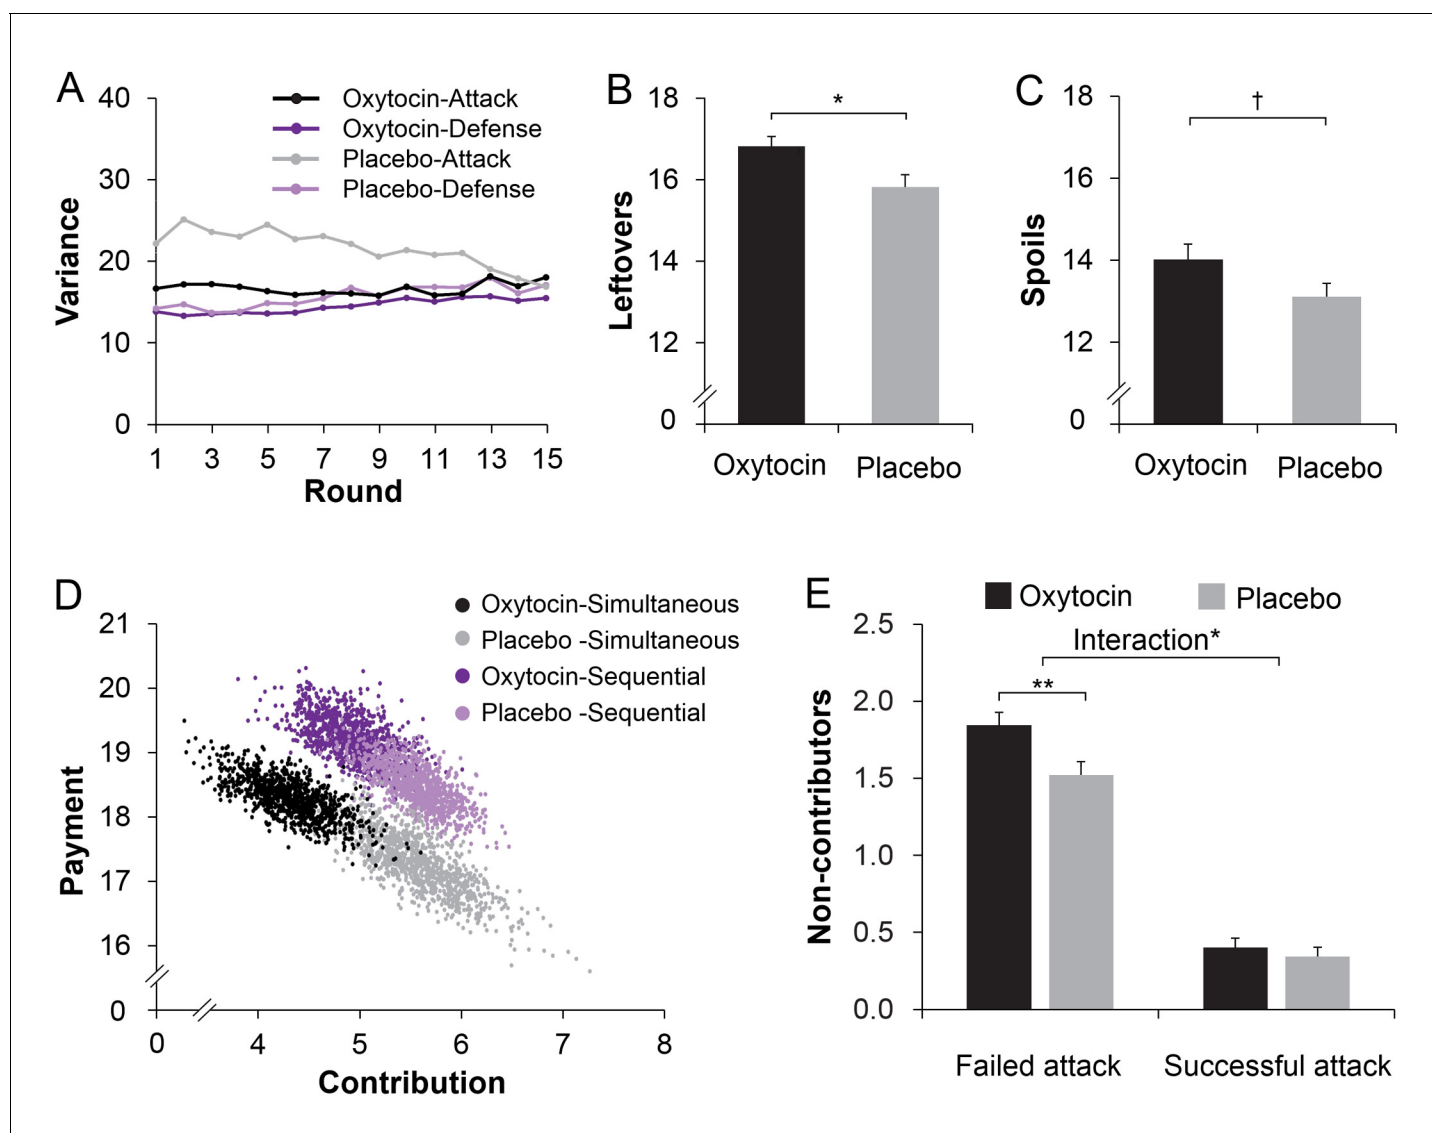 A
40
30
20
10
0
Variance
Oxytocin-Attack
Oxytocin-Defense
Placebo-Attack
Placebo-Defense
1 3 5 7 9 11 13 15
Round
B
18
16
14
12
0
Leftovers
*
Oxytocin Placebo
C
18
16
14
12
0
Spoils
†
Oxytocin Placebo
D
21
20
19
18
17
16
0
Payment
Oxytocin-Simultaneous
Placebo -Simultaneous
Oxytocin-Sequential
Placebo -Sequential
0 4 5 6 7 8
Contribution
E
Oxytocin Placebo
2.5
2.0
1.5
1.0
0.5
0.0
Non-contributors
Interaction*
**
Failed attack Successful attack